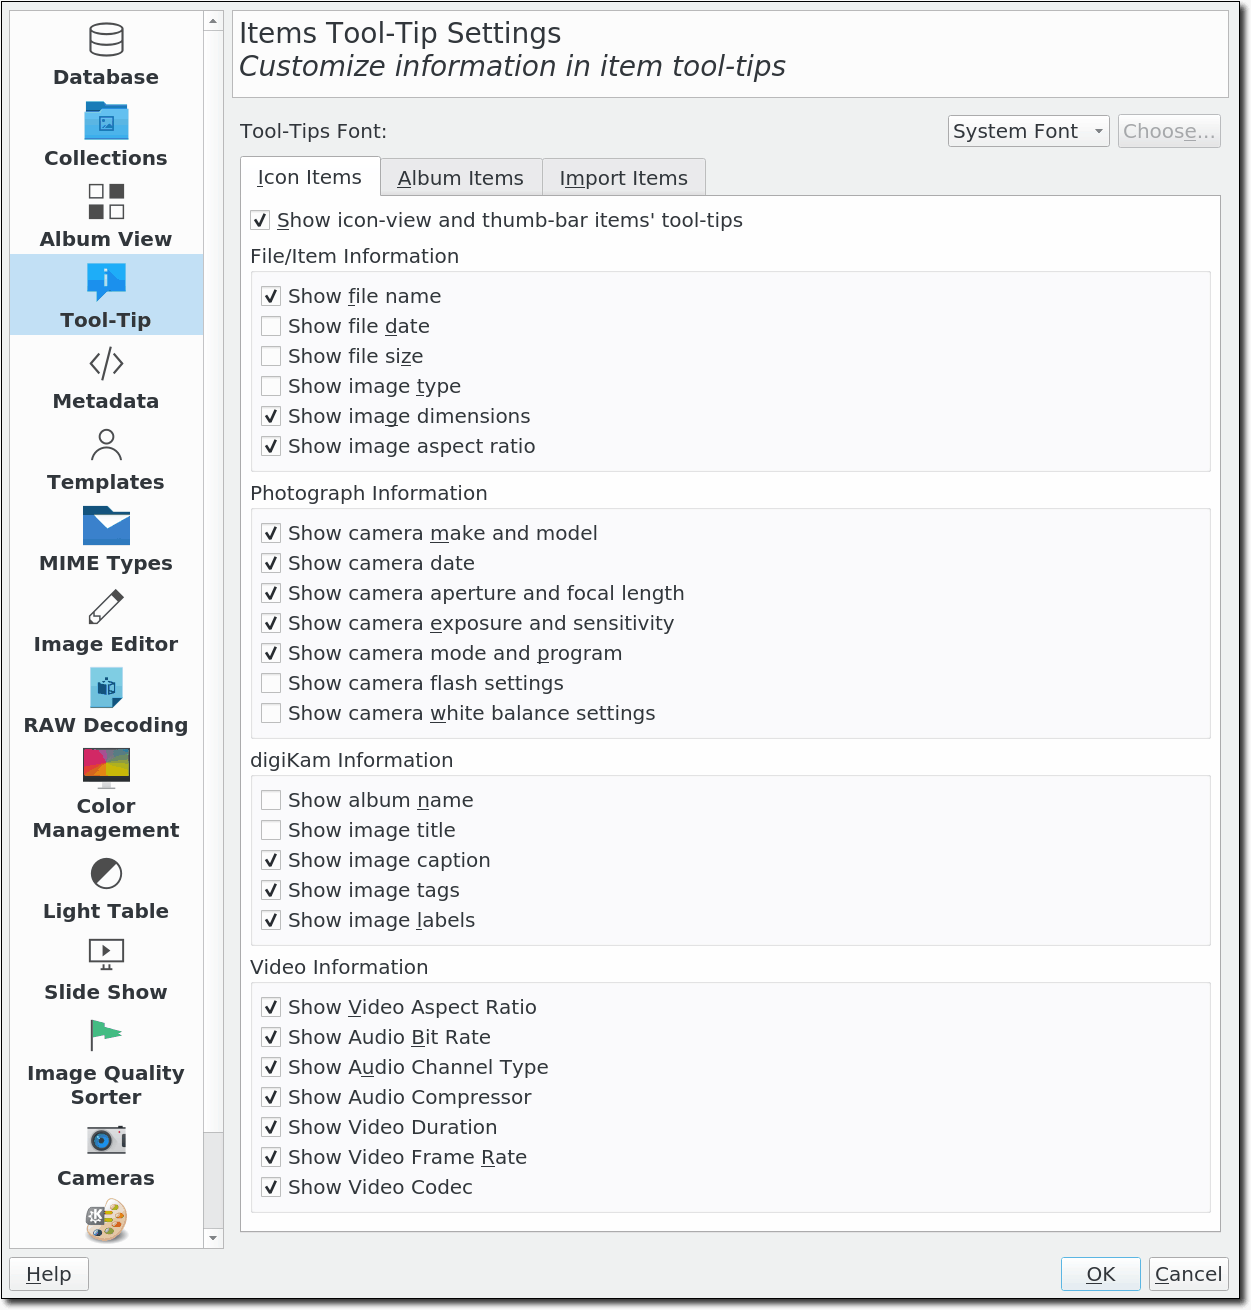 Database
Collections
Album View
Tool-Tip
Metadata
Templates
MIME Types
Image Editor
RAW Decoding
Color
Management
Light Table
Slide Show
Image Quality
Sorter
Cameras
Items Tool-Tip Settings
Customize information in item tool-tips
Tool-Tips Font:
System Font
Choose...
Icon Items
Album Items
Import Items
Show icon-view and thumb-bar items' tool-tips
File/Item Information
Show file name
Show file date
Show file size
Show image type
Show image dimensions
Show image aspect ratio
Photograph Information
Show camera make and model
Show camera date
Show camera aperture and focal length
Show camera exposure and sensitivity
Show camera mode and program
Show camera flash settings
Show camera white balance settings
digiKam Information
Show album name
Show image title
Show image caption
Show image tags
Show image labels
Video Information
Show Video Aspect Ratio
Show Audio Bit Rate
Show Audio Channel Type
Show Audio Compressor
Show Video Duration
Show Video Frame Rate
Show Video Codec
Help
OK
Cancel